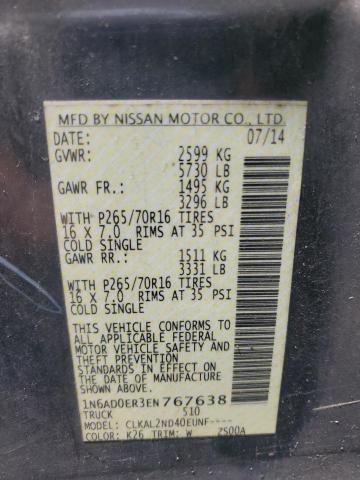 MFD BY NISSAN MOTOR CO., LTD.
DATE: 07/14
GVWR: 2599 KG
5730 LB
GAWR FR.: 1495 KG
3296 LB
WITH P265/70R16 TIRES
16 X 7.0 RIMS AT 35 PSI
COLD SINGLE
GAWR RR.: 1511 KG
3331 LB
WITH P265/70R16 TIRES
16 X 7.0 RIMS AT 35 PSI
COLD SINGLE
THIS VEHICLE CONFORMS TO
ALL APPLICABLE FEDERAL
MOTOR VEHICLE SAFETY AND
THEFT PREVENTION
STANDARDS IN EFFECT ON
THE DATE OF MANUFACTURE
SHOWN ABOVE.
1N6AD0ER3EN767638
TRUCK 510
MODEL: CLKAL2ND40EUNF----
COLOR: K26 TRIM: W 7S00A